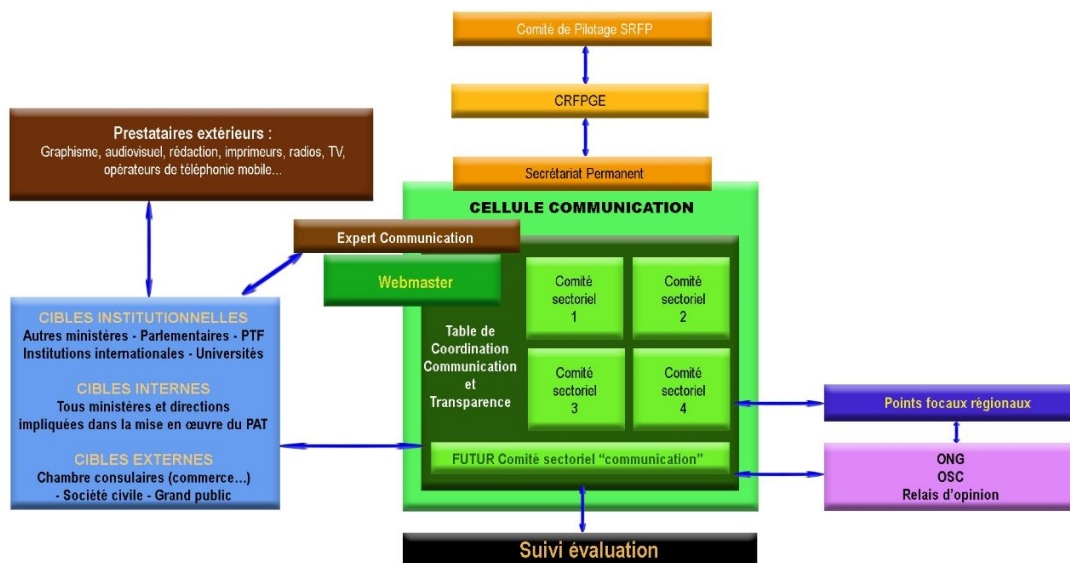 Comité de Pilotage SRFP
CRFPGE
Prestataires extérieurs :
Graphisme, audiovisuel, rédaction, imprimeurs, radios, TV,
opérateurs de téléphonie mobile...
Secrétariat Permanent
CELLULE COMMUNICATION
Expert Communication
Webmaster
Comité
sectoriel
1
Comité
sectoriel
2
Table de
Coordination
Communication
et
Transparence
Comité
sectoriel
3
Comité
sectoriel
4
FUTUR Comité sectoriel “communication”
CIBLES INSTITUTIONNELLES
Autres ministères - Parlementaires - PTF
Institutions internationales - Universités
CIBLES INTERNES
Tous ministères et directions
impliquées dans la mise en œuvre du PAT
CIBLES EXTERNES
Chambre consulaires (commerce...)
- Société civile - Grand public
Points focaux régionaux
ONG
OSC
Relais d'opinion
Suivi évaluation